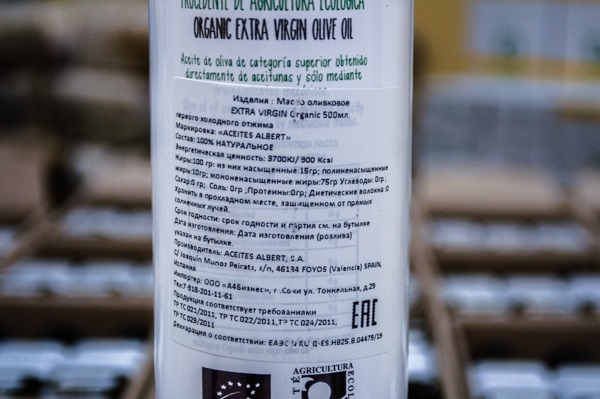 PROCEDENTE DE AGRICULTURA ECOLÓGICA
ORGANIC EXTRA VIRGIN OLIVE OIL
Aceite de oliva de categoría superior obtenido
directamente de aceitunas y sólo mediante
Изделия : Масло оливковое
EXTRA VIRGIN Organic 500мл
первого холодного отжима
Маркировка: «ACEITES ALBERT»
Состав: 100% НАТУРАЛЬНОЕ
Энергетическая ценность: 3700KJ/ 900 Kcal
Жиры:100 гр: из них насыщенные:15гр; полиненасыщенные
жиры:10гр; мононенасыщенные жиры:75гр Углеводы: 0гр;
Сахар:0 гр; Соль: 0гр ;Протеины:0гр; Диетические волокна 0
Хранить в прохладном месте, защищенном от прямых
солнечных лучей.
Срок годности: срок годности и партия см. на бутылке
Дата изготовления: Дата изготовления (розлива)
указан на бутылке.
Производитель: ACEITES ALBERT, S.A.
C/ Joaquín Munoz Peirats, s/n, 46134 FOYOS (Valencia) SPAIN,
Испания
Импортер: ООО «А4Бизнес», г .Сочи ул. Тоннельная, д.29
Тел:7-918-201-11-61
Продукция соответствует требованиями
ТР ТС 021/2011, ТР ТС 022/2011,ТР ТС 024/2011,
ТР ТС 029/2011
EAC
Декларация о соответствии: ЕАЭС N RU Д-ES.НВ25.В.04479/19
AGRICULTURA